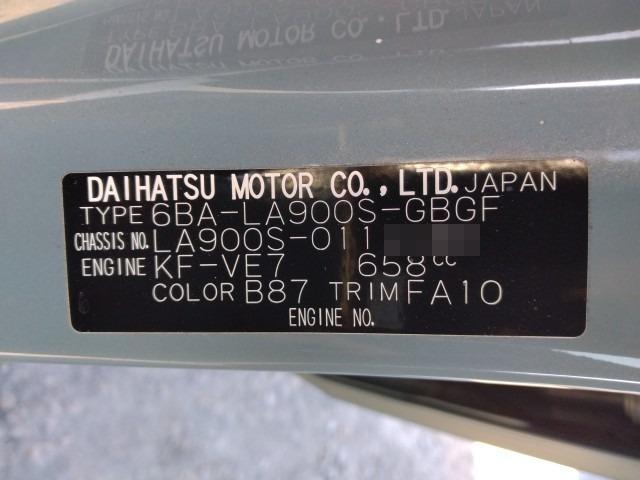 DAIHATSU MOTOR CO., LTD. JAPAN
TYPE 6BA-LA900S-GBGF
CHASSIS NO. LA900S-011
ENGINE KF-VE7 658cc
COLOR B87 TRIM FA10
ENGINE NO.